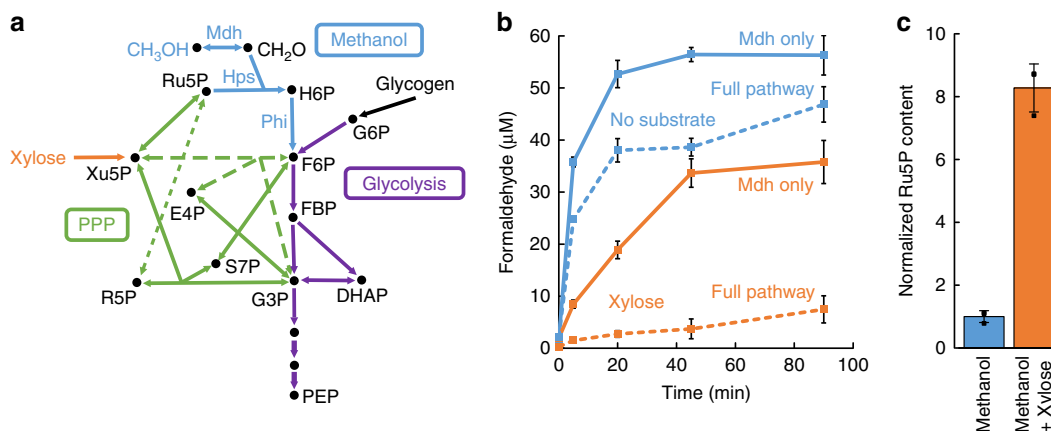 a
Mdh
CH₃OH
CH₂O
Methanol
Ru5P
Hps
H6P
Glycogen
Phi
G6P
Xylose
Xu5P
F6P
Glycolysis
E4P
FBP
PPP
S7P
R5P
G3P
DHAP
PEP
b
60
50
40
30
20
10
0
Formaldehyde (µM)
Mdh only
Full pathway
No substrate
Mdh only
Xylose
Full pathway
0
20
40
60
80
100
Time (min)
c
10
8
6
4
2
0
Normalized Ru5P content
Methanol
Methanol
+ Xylose